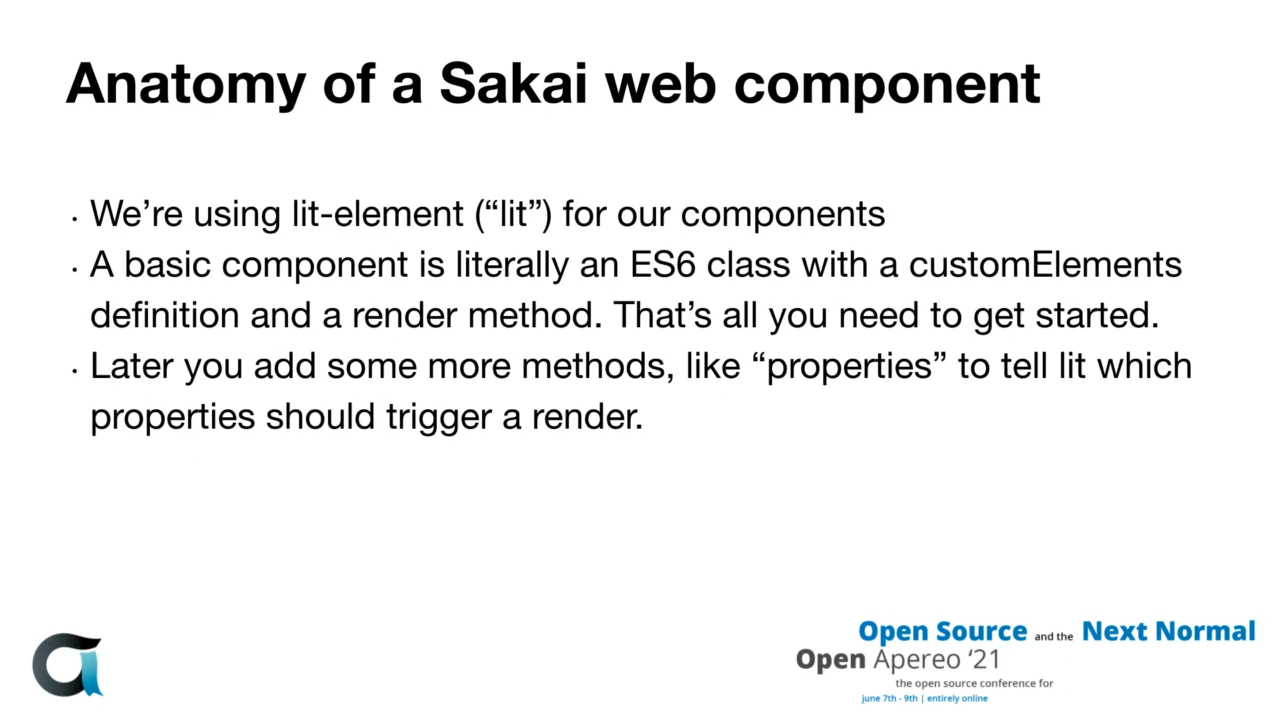 Anatomy of a Sakai web component
· We’re using lit-element (“lit”) for our components
· A basic component is literally an ES6 class with a customElements
definition and a render method. That’s all you need to get started.
· Later you add some more methods, like “properties” to tell lit which
properties should trigger a render.
Open Source and the Next Normal
Open Apereo ‘21
the open source conference for
june 7th - 9th | entirely online